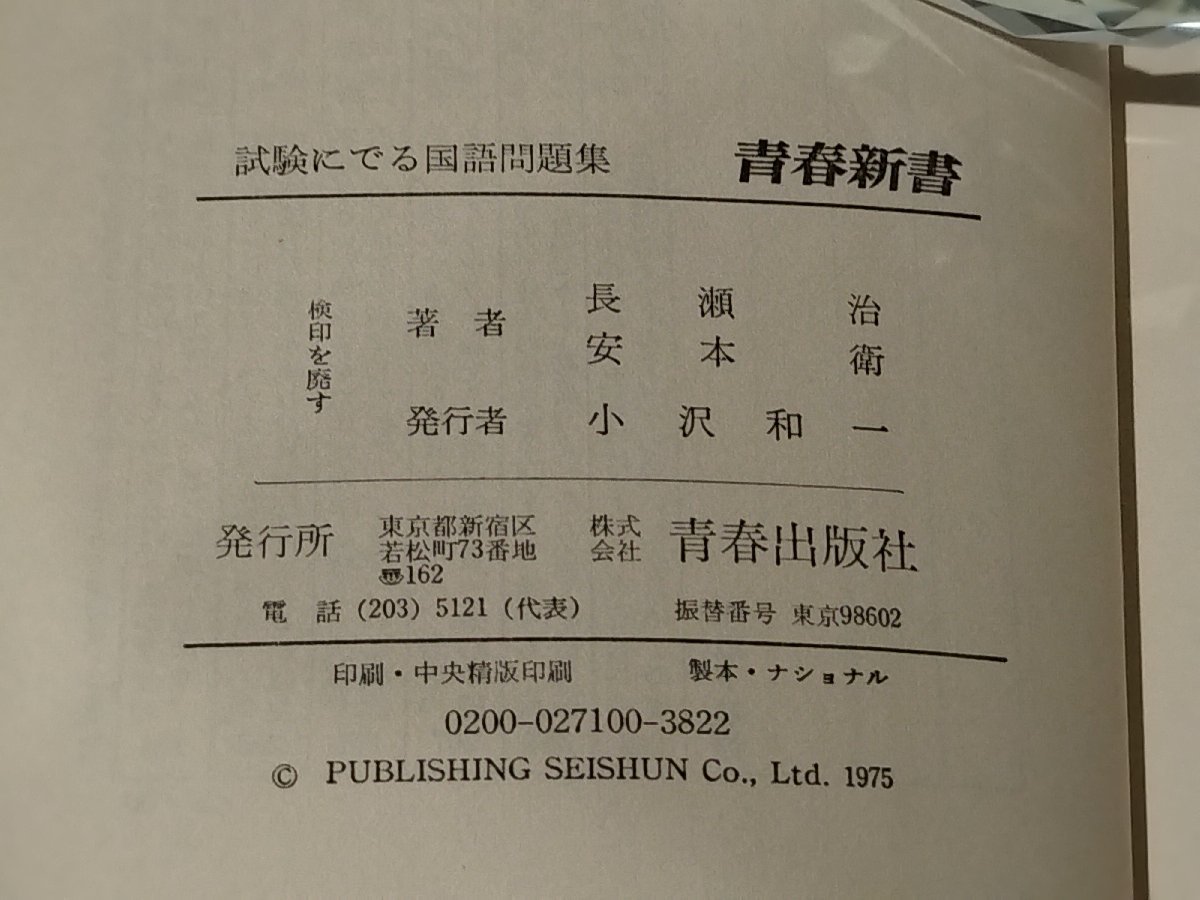 試験にでる国語問題集 青春新書
検印を廃す
著者 長瀬治
安本衛
発行者 小沢和一
発行所 東京都新宿区若松町73番地 〠162 株式会社 青春出版社
電話 (203) 5121 (代表) 振替番号 東京98602
印刷・中央精版印刷 製本・ナショナル
0200-027100-3822
© PUBLISHING SEISHUN Co., Ltd. 1975